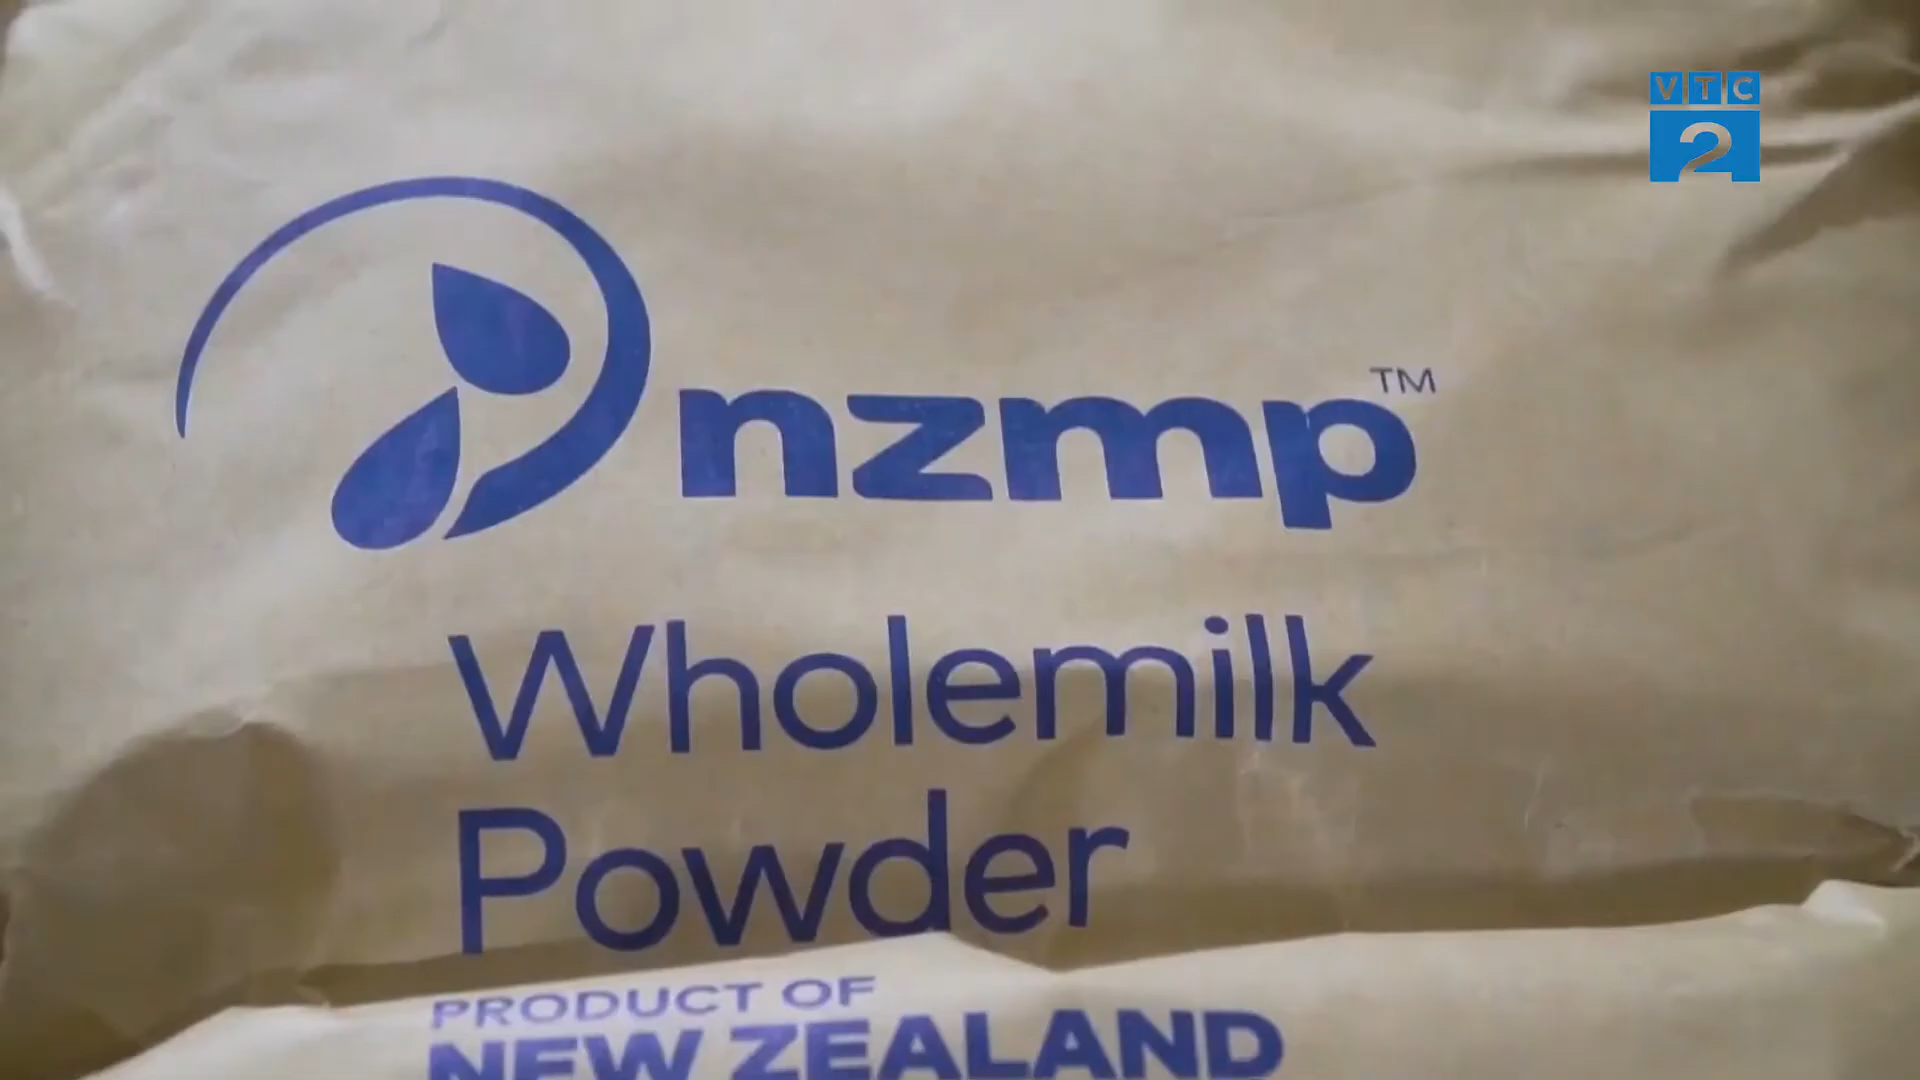 VTC
2
nzmp™
Wholemilk
Powder
PRODUCT OF
NEW ZEALAND